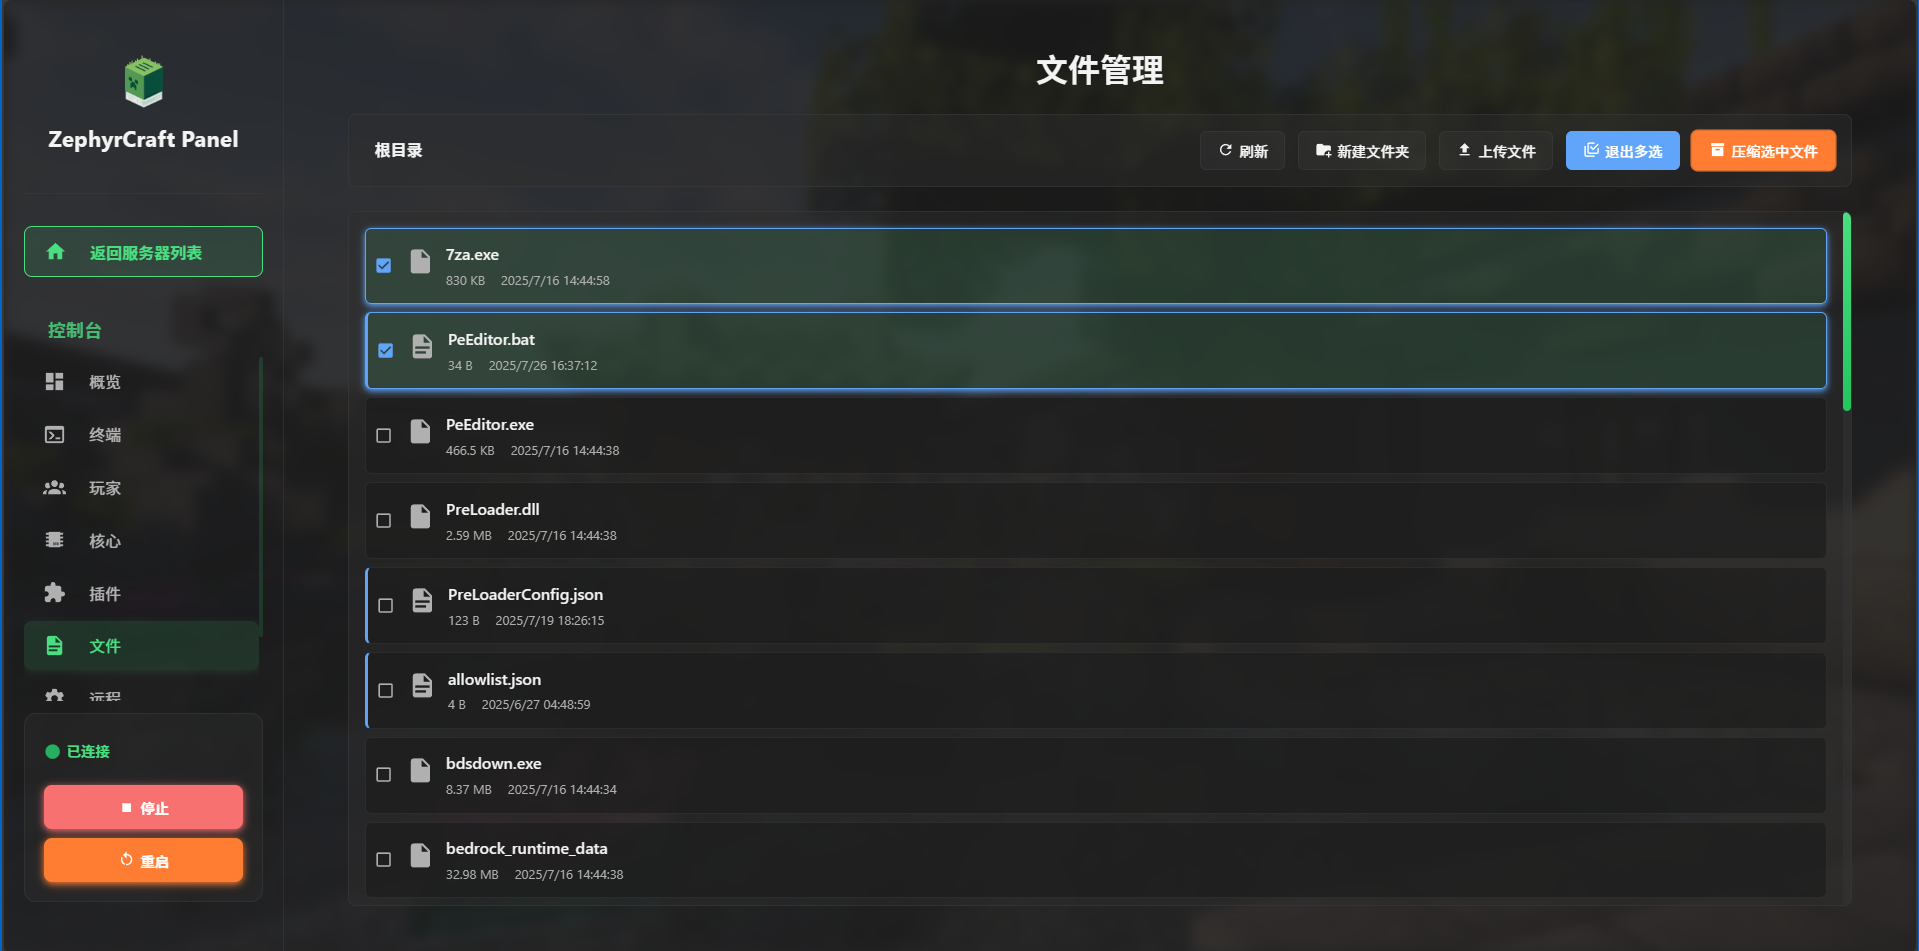 ZephyrCraft Panel
返回服务器列表
控制台
概览
终端
玩家
核心
插件
文件
远程
已连接
停止
重启
文件管理
根目录
刷新
新建文件夹
上传文件
退出多选
压缩选中文件
7za.exe
830 KB 2025/7/16 14:44:58
PeEditor.bat
34 B 2025/7/26 16:37:12
PeEditor.exe
466.5 KB 2025/7/16 14:44:38
PreLoader.dll
2.59 MB 2025/7/16 14:44:38
PreLoaderConfig.json
123 B 2025/7/19 18:26:15
allowlist.json
4 B 2025/6/27 04:48:59
bdsdown.exe
8.37 MB 2025/7/16 14:44:34
bedrock_runtime_data
32.98 MB 2025/7/16 14:44:38